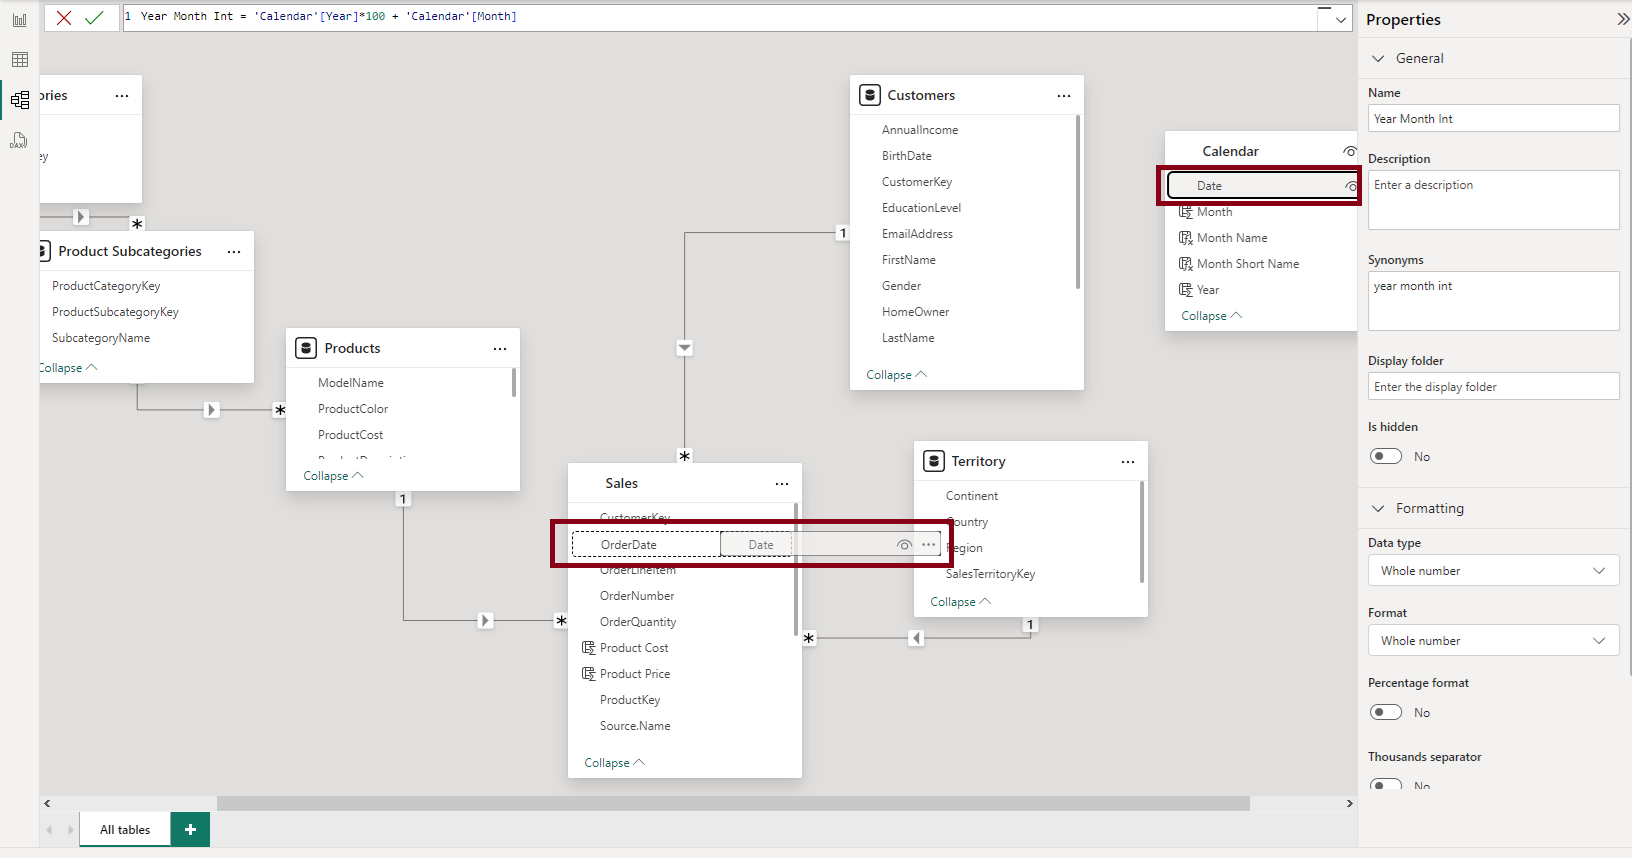 1 Year Month Int = 'Calendar'[Year]*100 + 'Calendar'[Month]
ories
ey
*
Product Subcategories
ProductCategoryKey
ProductSubcategoryKey
SubcategoryName
Collapse
*
Products
ModelName
ProductColor
ProductCost
Collapse
1
*
Customers
AnnualIncome
BirthDate
CustomerKey
EducationLevel
EmailAddress
FirstName
Gender
HomeOwner
LastName
Collapse
1
*
Calendar
Date
Month
Month Name
Month Short Name
Year
Collapse
Sales
CustomerKey
OrderDate
Date
OrderLineItem
OrderNumber
OrderQuantity
Product Cost
Product Price
ProductKey
Source.Name
Collapse
*
Territory
Continent
Country
Region
SalesTerritoryKey
Collapse
1
All tables
+
Properties
General
Name
Year Month Int
Description
Enter a description
Synonyms
year month int
Display folder
Enter the display folder
Is hidden
No
Formatting
Data type
Whole number
Format
Whole number
Percentage format
No
Thousands separator
No